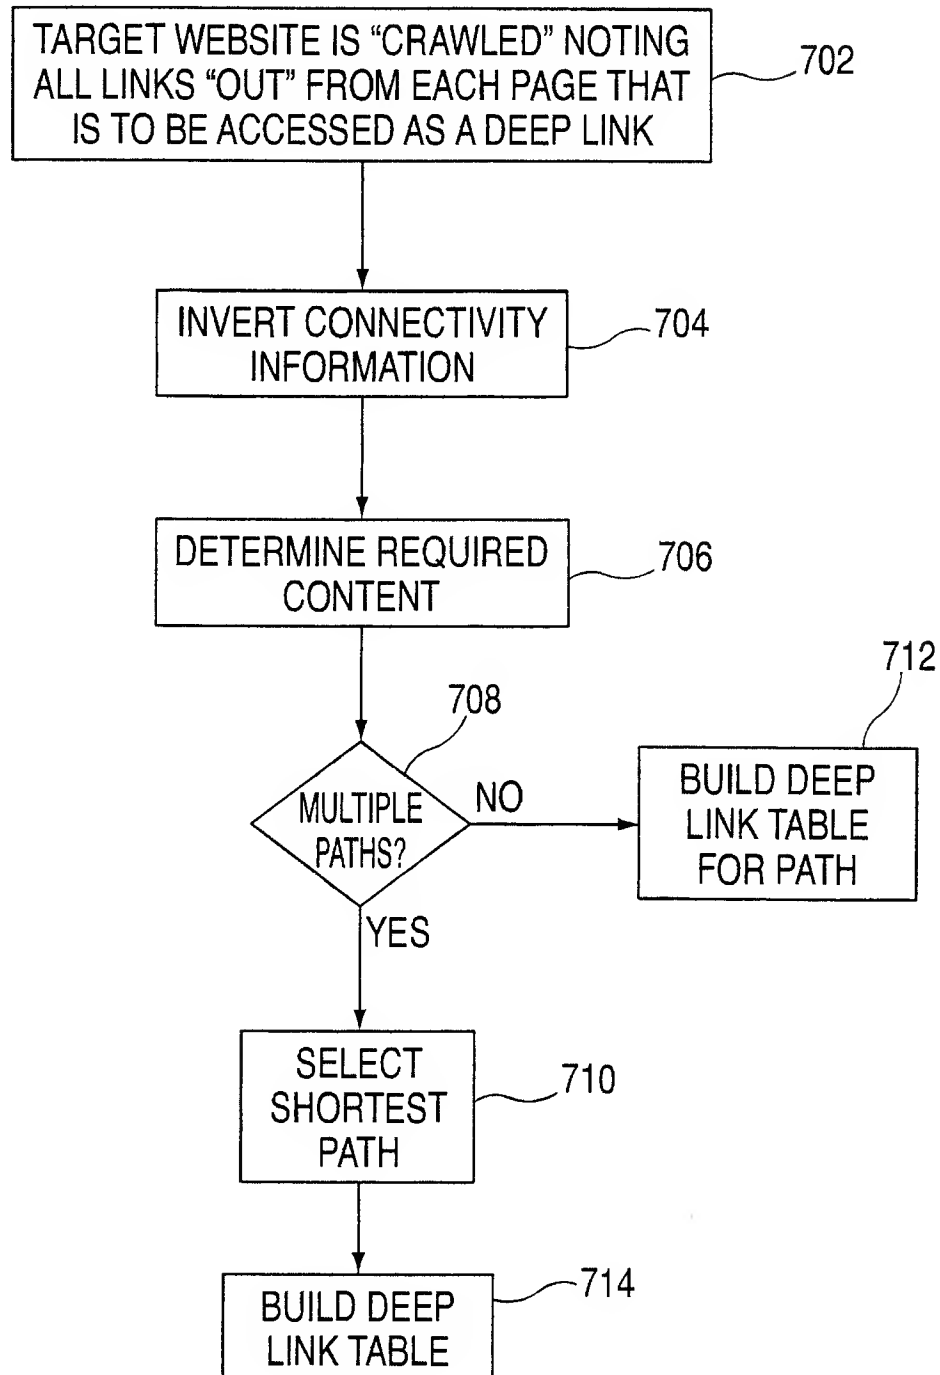 TARGET WEBSITE IS “CRAWLED” NOTING
ALL LINKS “OUT” FROM EACH PAGE THAT
IS TO BE ACCESSED AS A DEEP LINK
702
INVERT CONNECTIVITY
INFORMATION
704
DETERMINE REQUIRED
CONTENT
706
708
MULTIPLE
PATHS?
NO
712
BUILD DEEP
LINK TABLE
FOR PATH
YES
SELECT
SHORTEST
PATH
710
714
BUILD DEEP
LINK TABLE